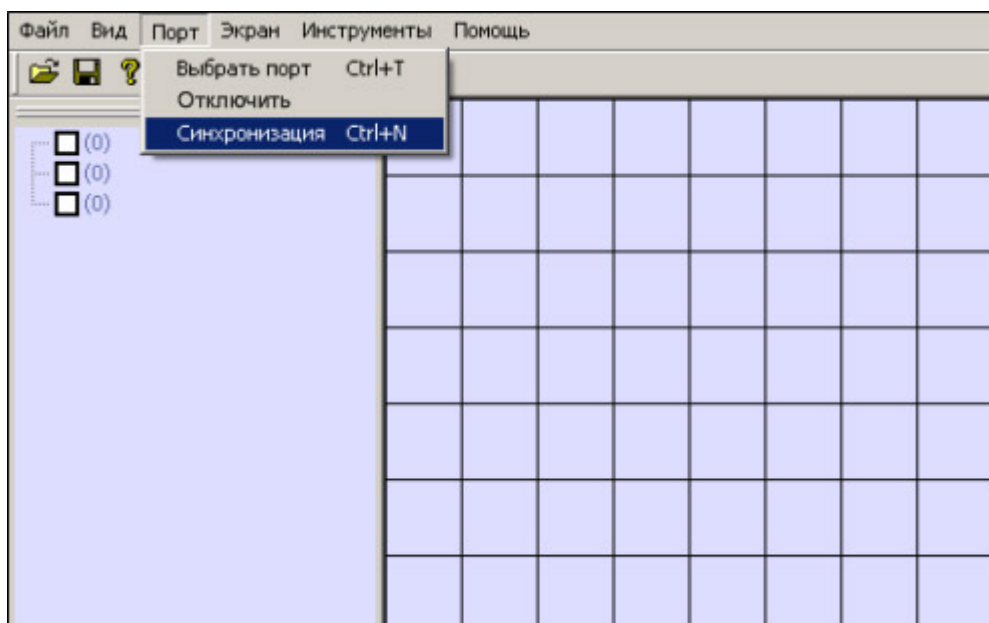 Файл Вид Порт Экран Инструменты Помощь
Выбрать порт Ctrl+T
Отключить
Синхронизация Ctrl+N
(0)
(0)
(0)